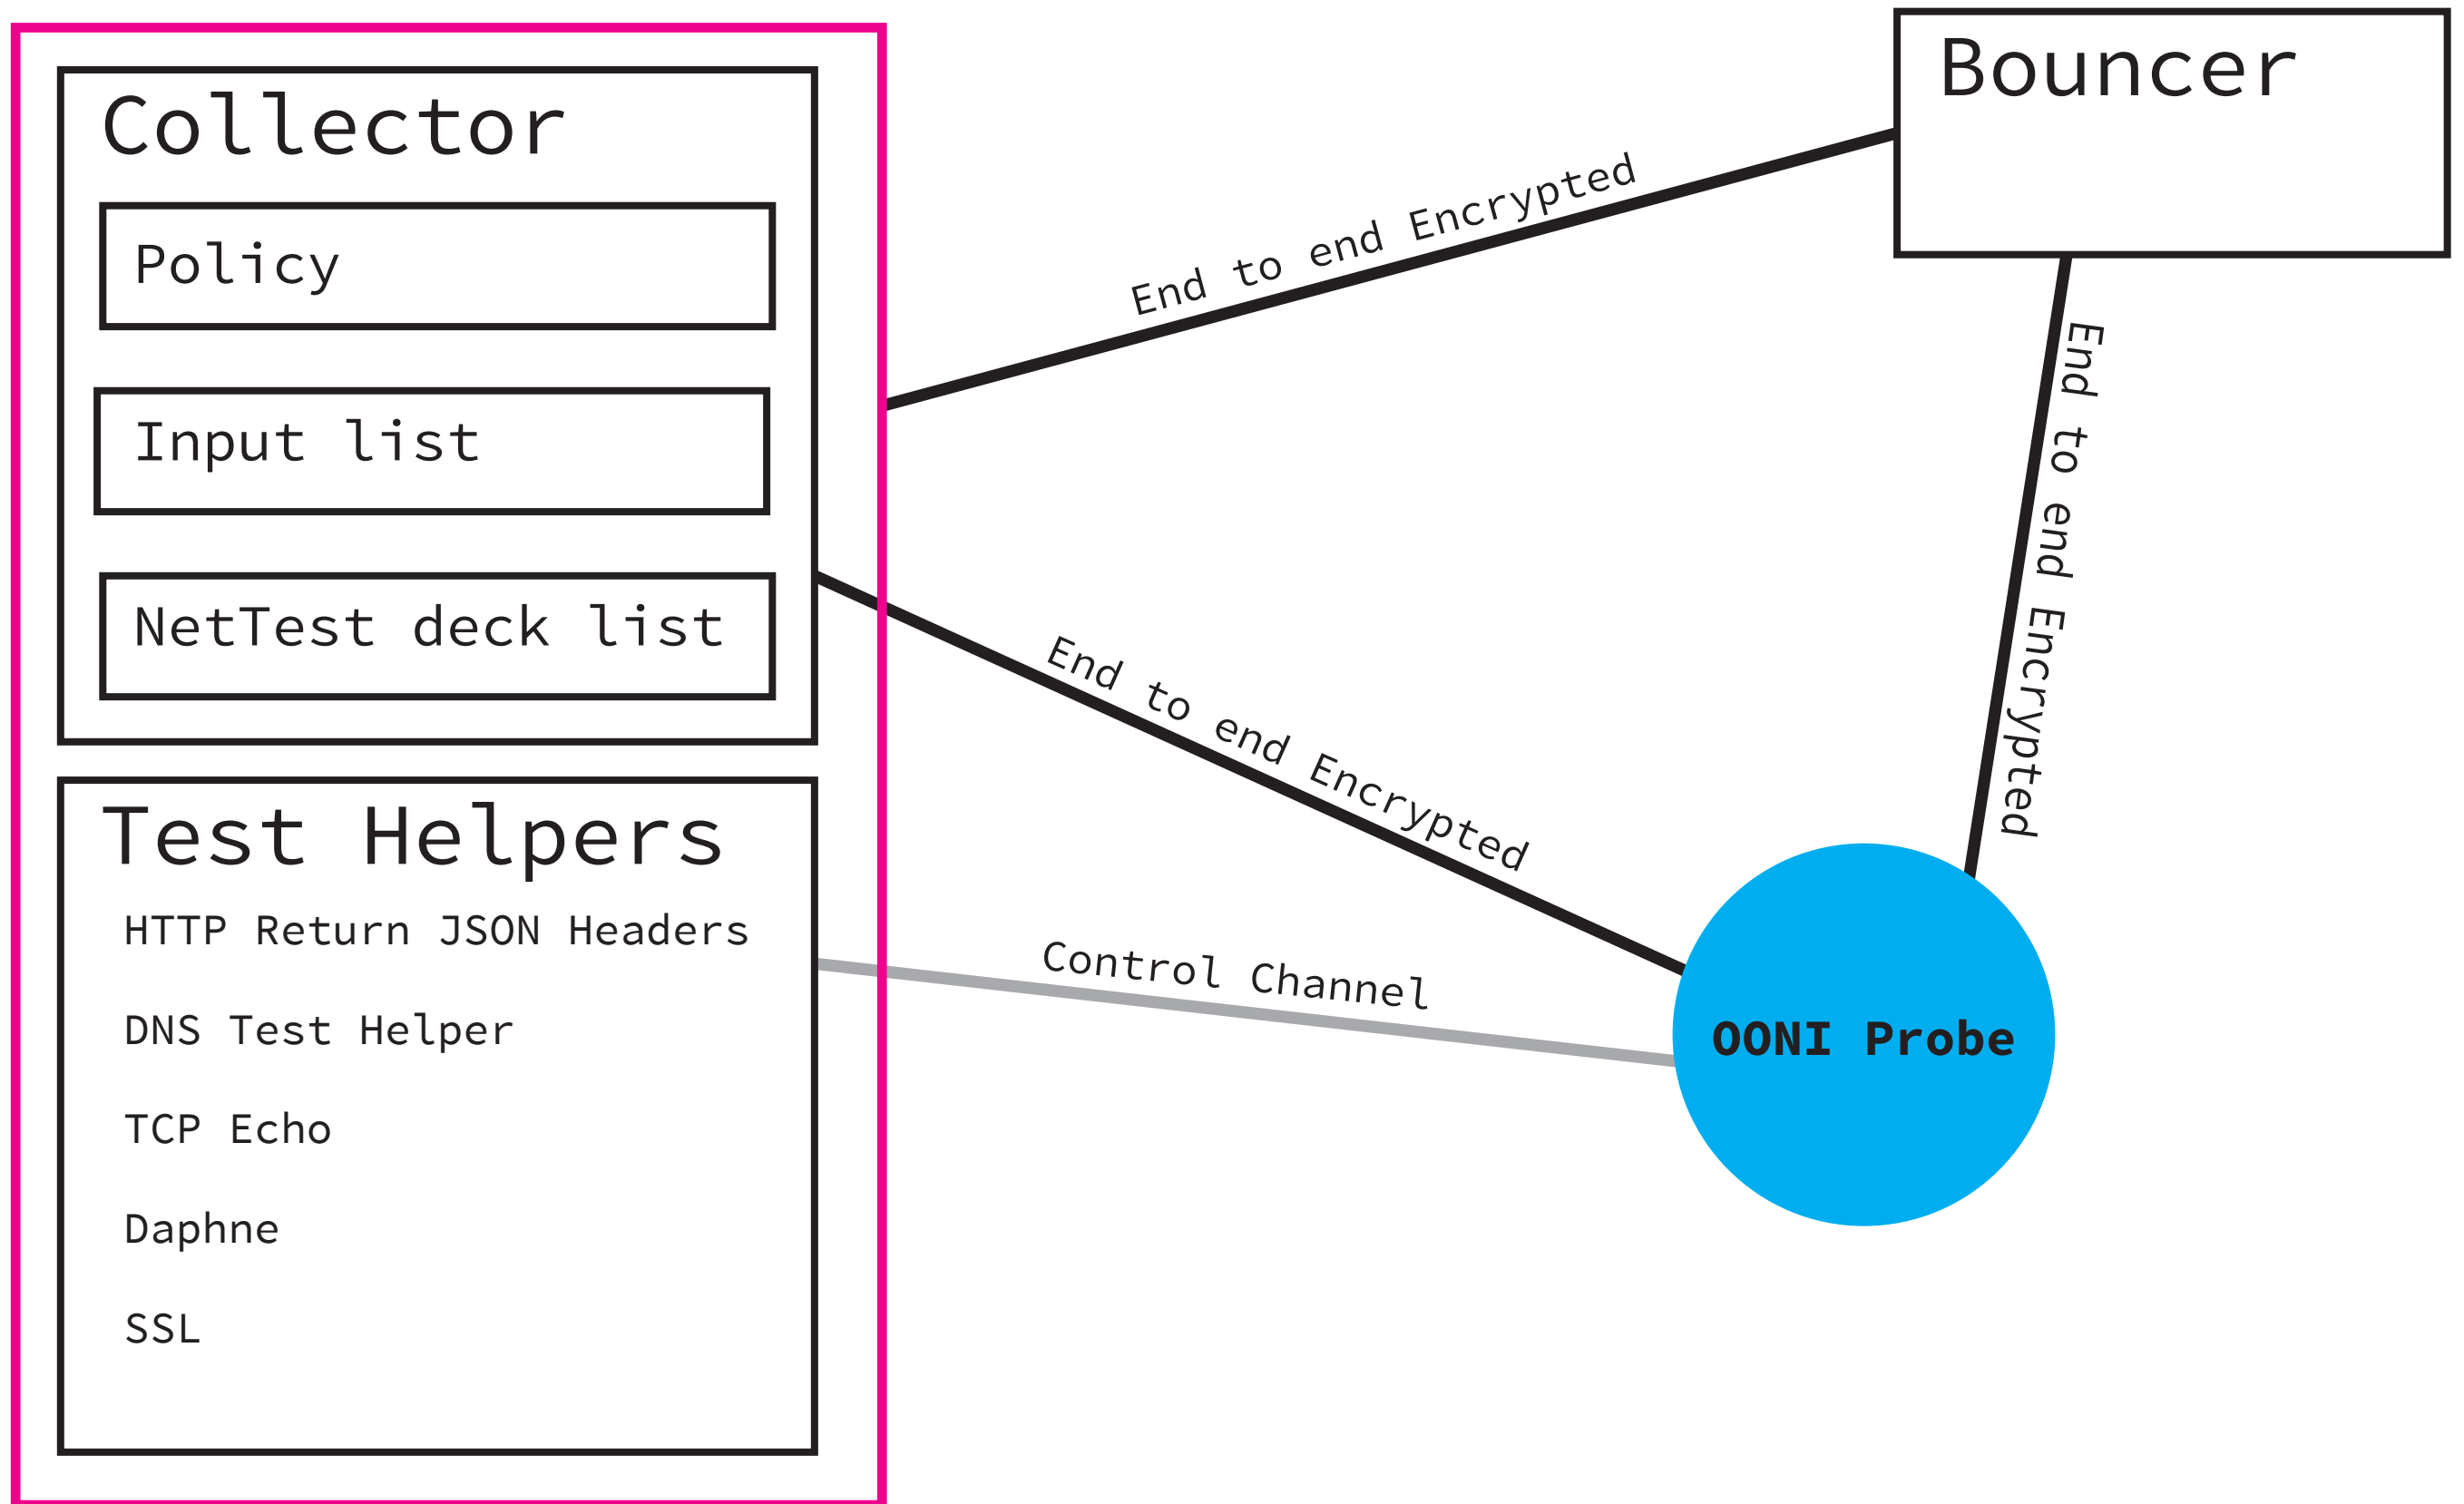 Collector
Policy
Input list
NetTest deck list
Test Helpers
HTTP Return JSON Headers
DNS Test Helper
TCP Echo
Daphne
SSL
End to end Encrypted
End to end Encrypted
Control Channel
Bouncer
End to end Encrypted
OONI Probe